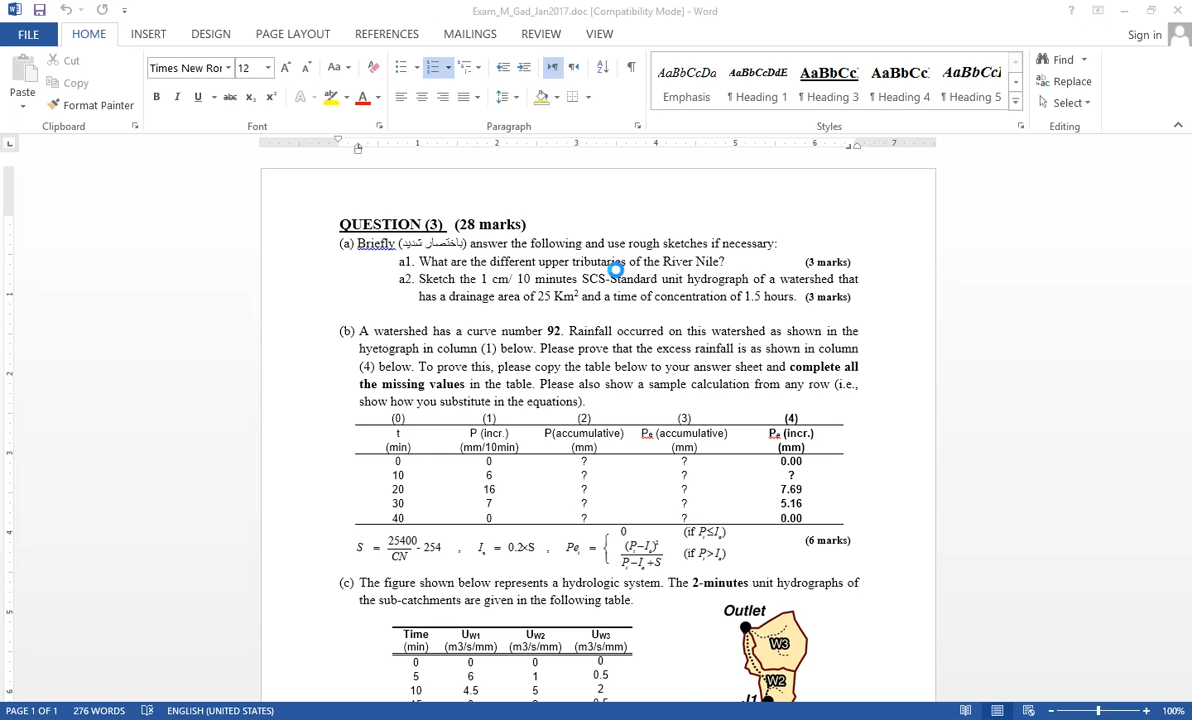 Exam_M_Gad_Jan2017.doc [Compatibility Mode] - Word
FILE HOME INSERT DESIGN PAGE LAYOUT REFERENCES MAILINGS REVIEW VIEW Sign in
Paste Cut Copy Format Painter Clipboard
Times New Ror 12 Aa Font
Paragraph
AaBbCcDa AaBbCcDdE AaBbCc AaBbCc AaBbCcI
Emphasis ¶ Heading 1 ¶ Heading 3 ¶ Heading 4 ¶ Heading 5
Styles
Find Replace Select Editing
1 2 3 4 5 6 7
QUESTION (3) (28 marks)
(a) Briefly (باختصار شديد) answer the following and use rough sketches if necessary:
a1. What are the different upper tributaries of the River Nile? (3 marks)
a2. Sketch the 1 cm/ 10 minutes SCS-Standard unit hydrograph of a watershed that
has a drainage area of 25 Km² and a time of concentration of 1.5 hours. (3 marks)
(b) A watershed has a curve number 92. Rainfall occurred on this watershed as shown in the
hyetograph in column (1) below. Please prove that the excess rainfall is as shown in column
(4) below. To prove this, please copy the table below to your answer sheet and complete all
the missing values in the table. Please also show a sample calculation from any row (i.e.,
show how you substitute in the equations).
(0) (1) (2) (3) (4)
t P (incr.) P(accumulative) Pe (accumulative) Pe (incr.)
(min) (mm/10min) (mm) (mm) (mm)
0 0 ? ? 0.00
10 6 ? ? ?
20 16 ? ? 7.69
30 7 ? ? 5.16
40 0 ? ? 0.00
S = 25400/CN - 254 , Ia = 0.2×S , Pei = { 0 (if Pi≤Ia)
(Pi−Ia)²/Pi−Ia+S (if Pi>Ia)
(6 marks)
(c) The figure shown below represents a hydrologic system. The 2-minutes unit hydrographs of
the sub-catchments are given in the following table.
Time UW1 UW2 UW3
(min) (m3/s/mm) (m3/s/mm) (m3/s/mm)
0 0 0 0
5 6 1 0.5
10 4.5 5 2
Outlet
W3
W2
J1
PAGE 1 OF 1 276 WORDS ENGLISH (UNITED STATES) 100%